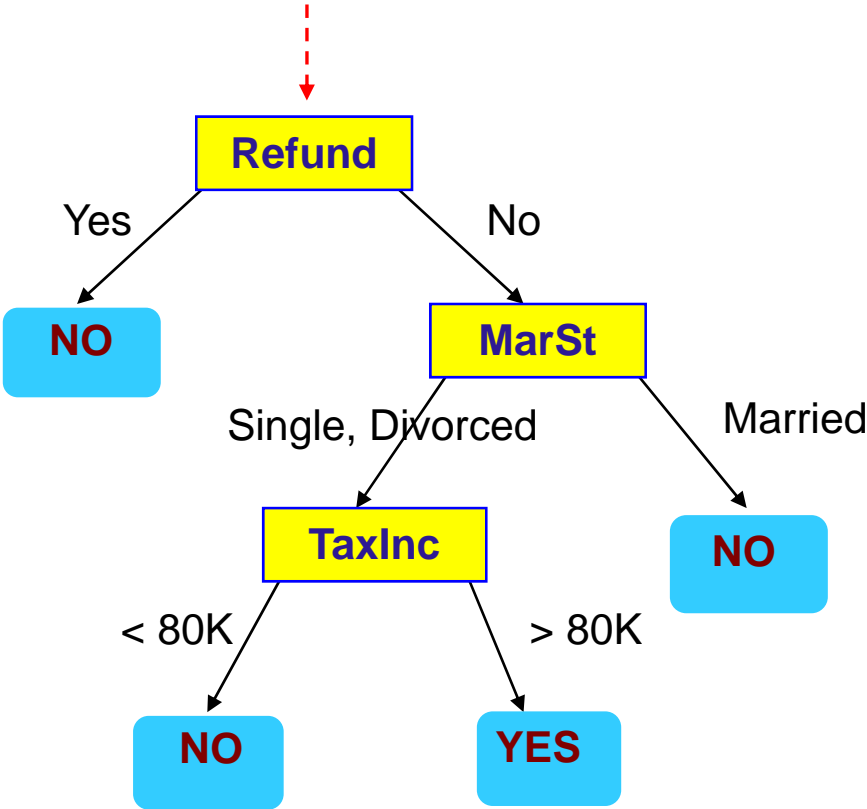 Refund
Yes
No
NO
MarSt
Single, Divorced
Married
TaxInc
NO
< 80K
> 80K
NO
YES